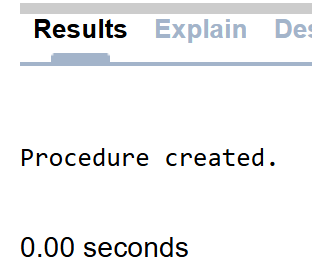 Results Explain Des
Procedure created.
0.00 seconds